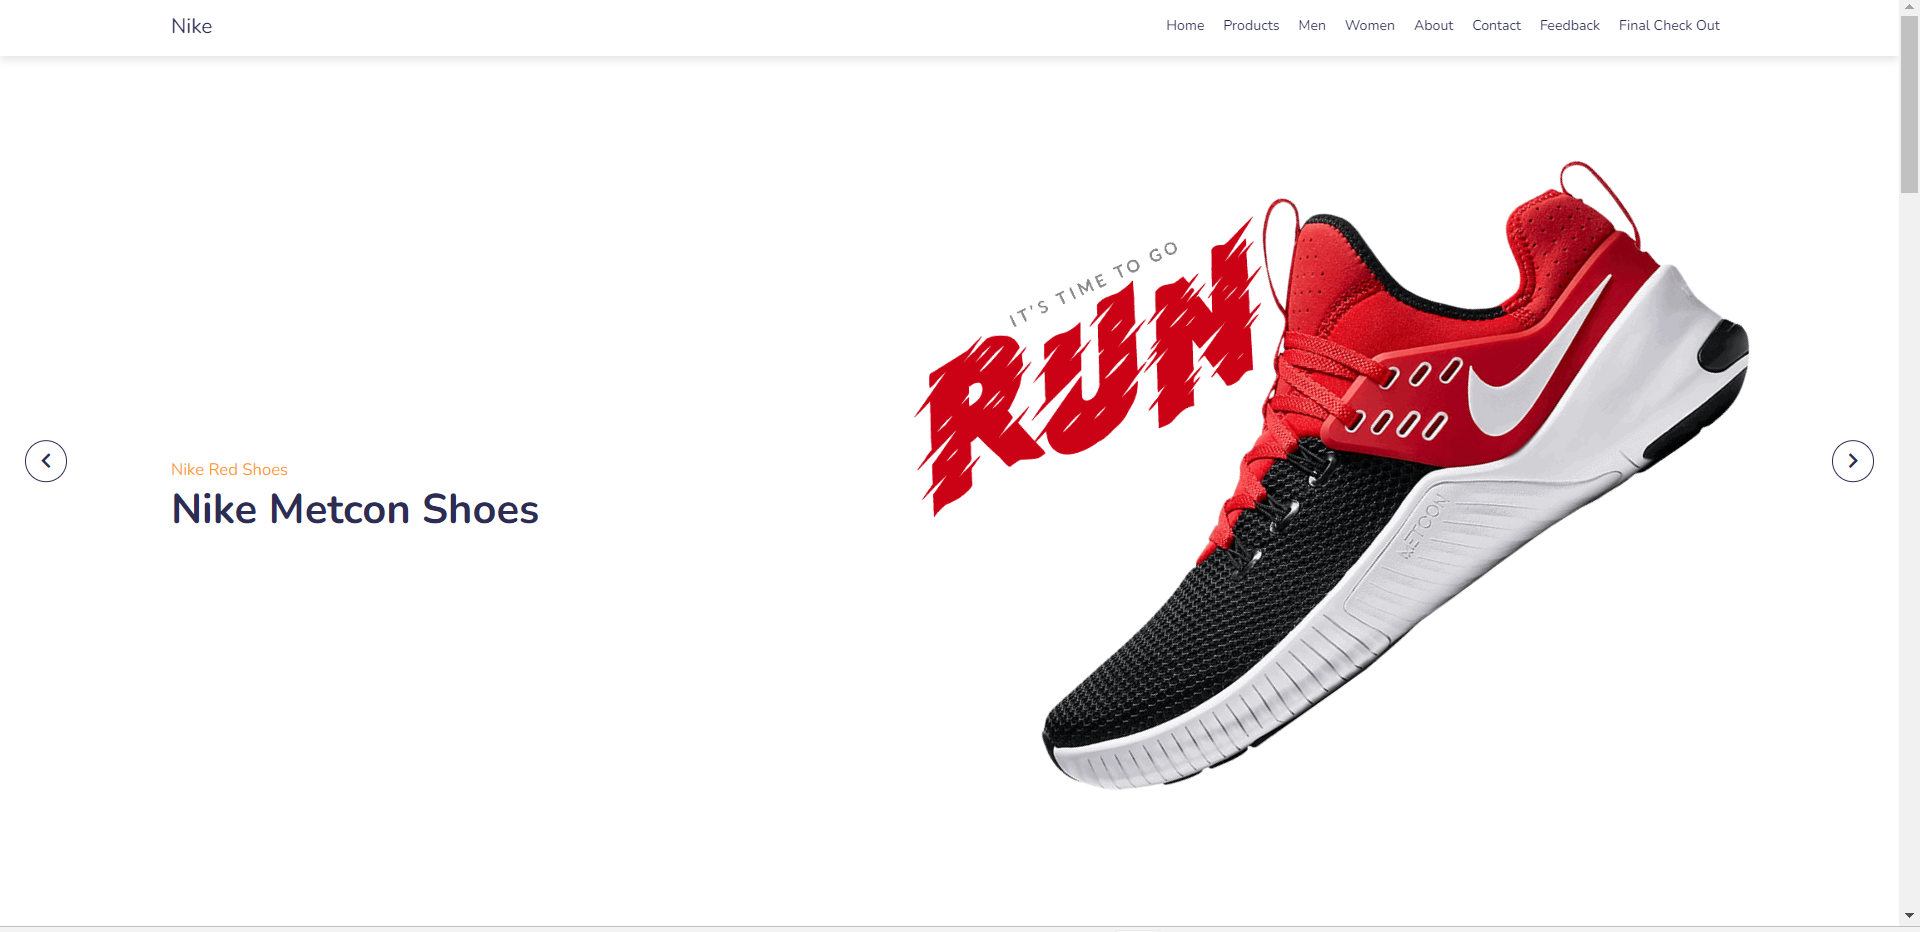 Nike
Home Products Men Women About Contact Feedback Final Check Out
IT'S TIME TO GO
RUN
Nike Red Shoes
Nike Metcon Shoes
METCON